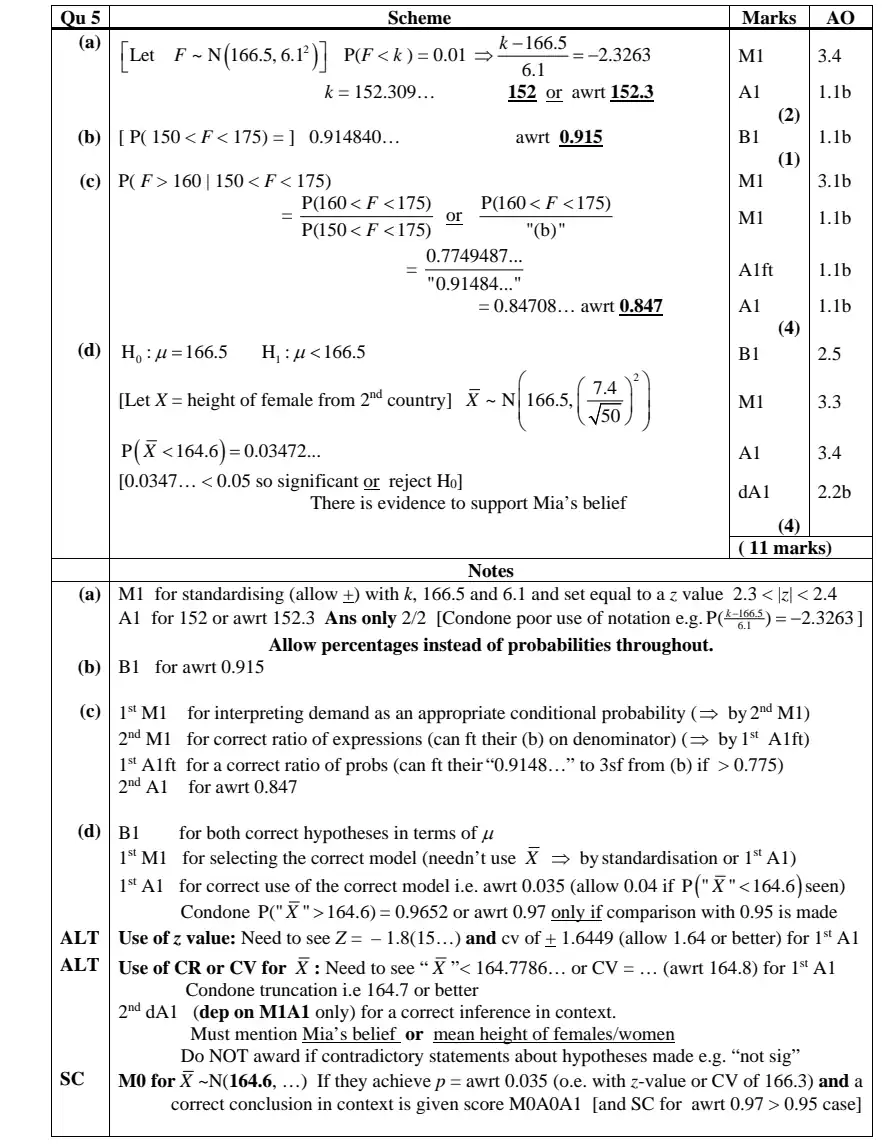 Qu 5 Scheme Marks AO
(a) [Let F ~ N(166.5, 6.1²)] P(F < k ) = 0.01 ⇒ (k − 166.5)/6.1 = −2.3263 M1 3.4
k = 152.309… 152 or awrt 152.3 A1 1.1b
(2)
(b) [ P( 150 < F < 175) = ] 0.914840… awrt 0.915 B1 1.1b
(1)
(c) P( F > 160 | 150 < F < 175) M1 3.1b
= P(160 < F < 175)/P(150 < F < 175) or P(160 < F < 175)/"(b)" M1 1.1b
= 0.7749487.../"0.91484..." A1ft 1.1b
= 0.84708… awrt 0.847 A1 1.1b
(4)
(d) H₀ : μ = 166.5 H₁ : μ < 166.5 B1 2.5
[Let X = height of female from 2nd country] X̄ ~ N(166.5, (7.4/√50)²) M1 3.3
P(X̄ < 164.6) = 0.03472... A1 3.4
[0.0347… < 0.05 so significant or reject H₀]
There is evidence to support Mia’s belief dA1 2.2b
(4)
( 11 marks)
Notes
(a) M1 for standardising (allow ±) with k, 166.5 and 6.1 and set equal to a z value 2.3 < |z| < 2.4
A1 for 152 or awrt 152.3 Ans only 2/2 [Condone poor use of notation e.g. P((k−166.5)/6.1) = −2.3263 ]
Allow percentages instead of probabilities throughout.
(b) B1 for awrt 0.915
(c) 1st M1 for interpreting demand as an appropriate conditional probability ( ⇒ by 2nd M1)
2nd M1 for correct ratio of expressions (can ft their (b) on denominator) ( ⇒ by 1st A1ft)
1st A1ft for a correct ratio of probs (can ft their “0.9148…” to 3sf from (b) if > 0.775)
2nd A1 for awrt 0.847
(d) B1 for both correct hypotheses in terms of μ
1st M1 for selecting the correct model (needn’t use X̄ ⇒ by standardisation or 1st A1)
1st A1 for correct use of the correct model i.e. awrt 0.035 (allow 0.04 if P("X̄" < 164.6) seen)
Condone P("X̄" > 164.6) = 0.9652 or awrt 0.97 only if comparison with 0.95 is made
ALT Use of z value: Need to see Z = – 1.8(15…) and cv of ± 1.6449 (allow 1.64 or better) for 1st A1
ALT Use of CR or CV for X̄ : Need to see “ X̄ ”< 164.7786… or CV = … (awrt 164.8) for 1st A1
Condone truncation i.e 164.7 or better
2nd dA1 (dep on M1A1 only) for a correct inference in context.
Must mention Mia’s belief or mean height of females/women
Do NOT award if contradictory statements about hypotheses made e.g. “not sig”
SC M0 for X̄ ~N(164.6, …) If they achieve p = awrt 0.035 (o.e. with z-value or CV of 166.3) and a
correct conclusion in context is given score M0A0A1 [and SC for awrt 0.97 > 0.95 case]